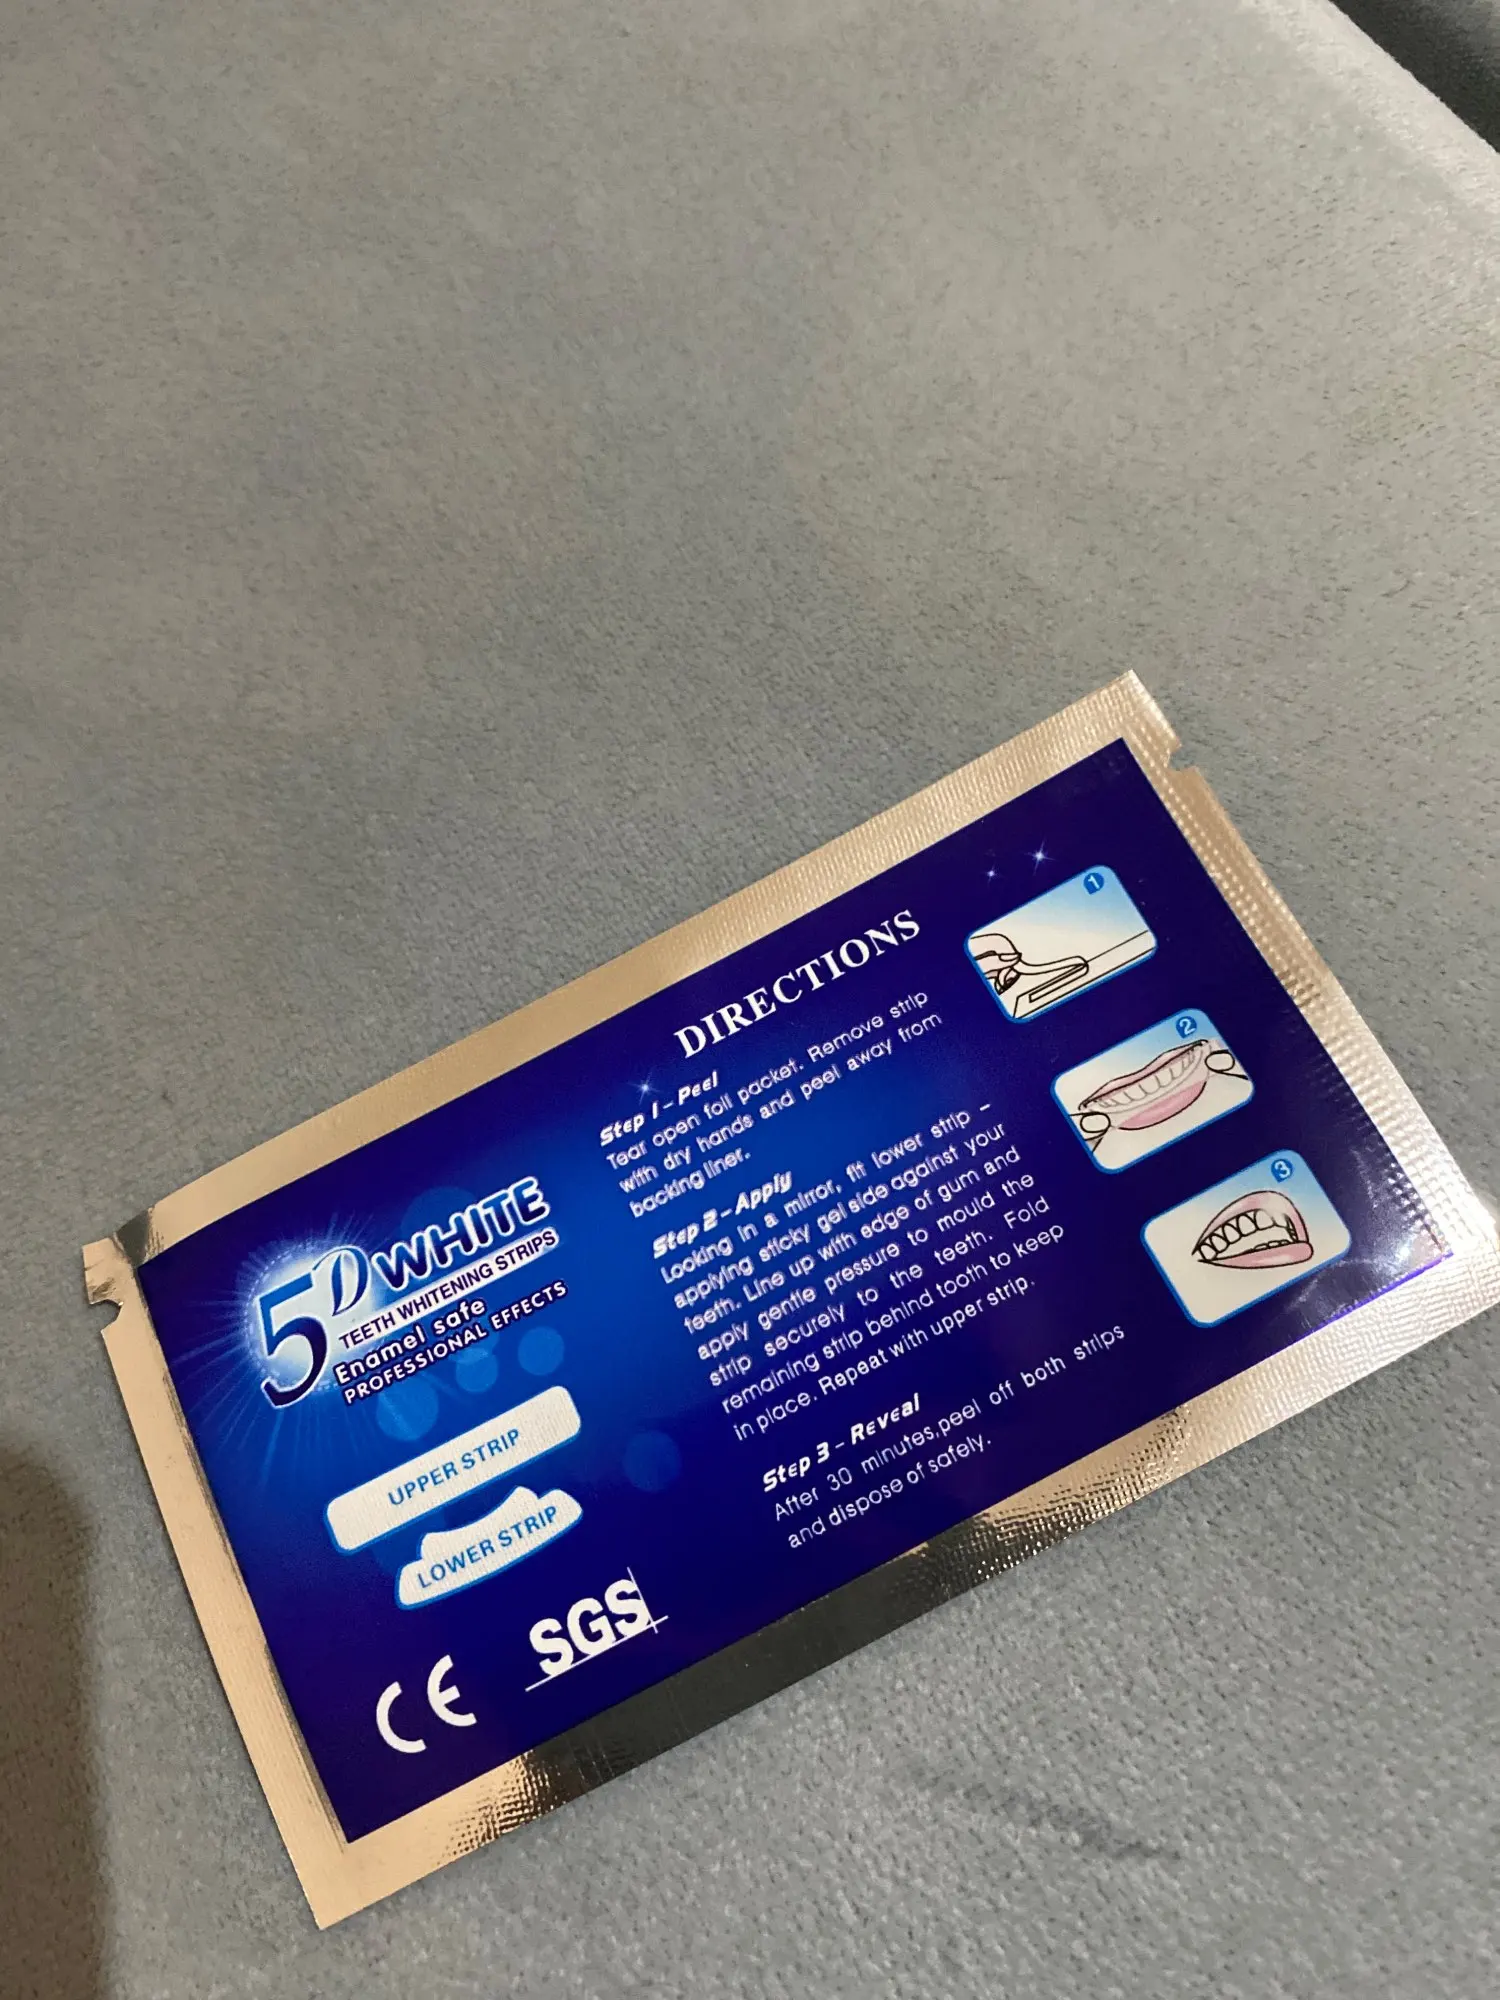 5D WHITE
TEETH WHITENING STRIPS
Enamel safe
PROFESSIONAL EFFECTS
UPPER STRIP
LOWER STRIP
CE
SGS
DIRECTIONS
Step 1 - Peel
Tear open foil packet. Remove strip
with dry hands and peel away from
backing liner.
Step 2 - Apply
Looking in a mirror, fit lower strip –
applying sticky gel side against your
teeth. Line up with edge of gum and
apply gentle pressure to mould the
strip securely to the teeth. Fold
remaining strip behind tooth to keep
in place. Repeat with upper strip.
Step 3 - Reveal
After 30 minutes,peel off both strips
and dispose of safely.
1
2
3